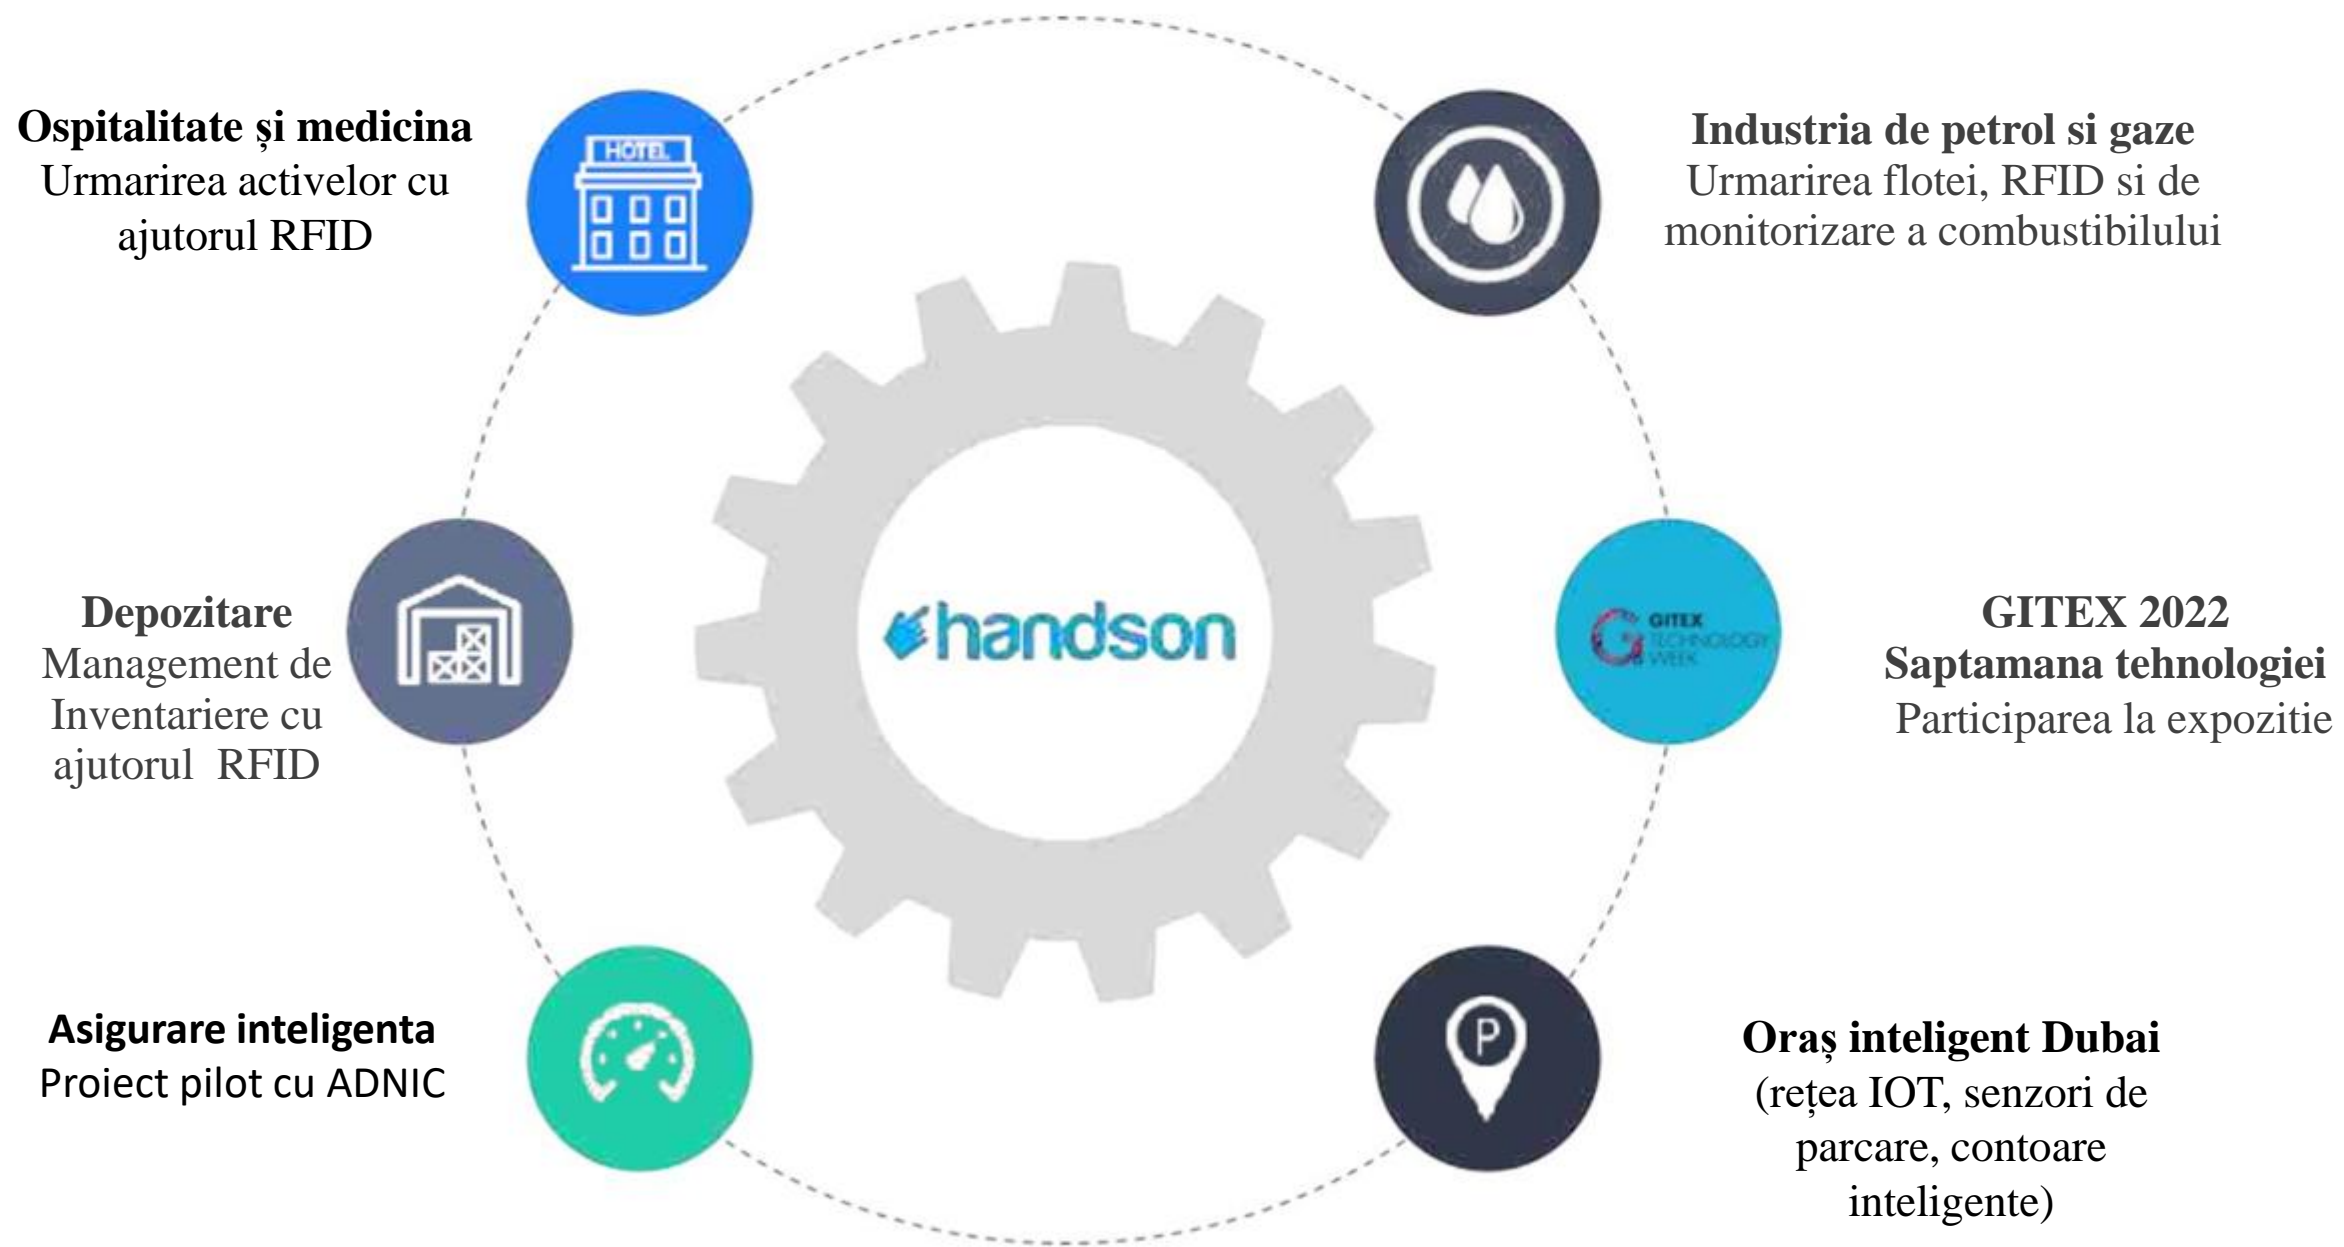 Ospitalitate și medicina
Urmarirea activelor cu
ajutorul RFID
HOTEL
Industria de petrol si gaze
Urmarirea flotei, RFID si de
monitorizare a combustibilului
Depozitare
Management de
Inventariere cu
ajutorul RFID
handson
GITEX
TECHNOLOGY
WEEK
GITEX 2022
Saptamana tehnologiei
Participarea la expozitie
Asigurare inteligenta
Proiect pilot cu ADNIC
P
Oraș inteligent Dubai
(rețea IOT, senzori de
parcare, contoare
inteligente)